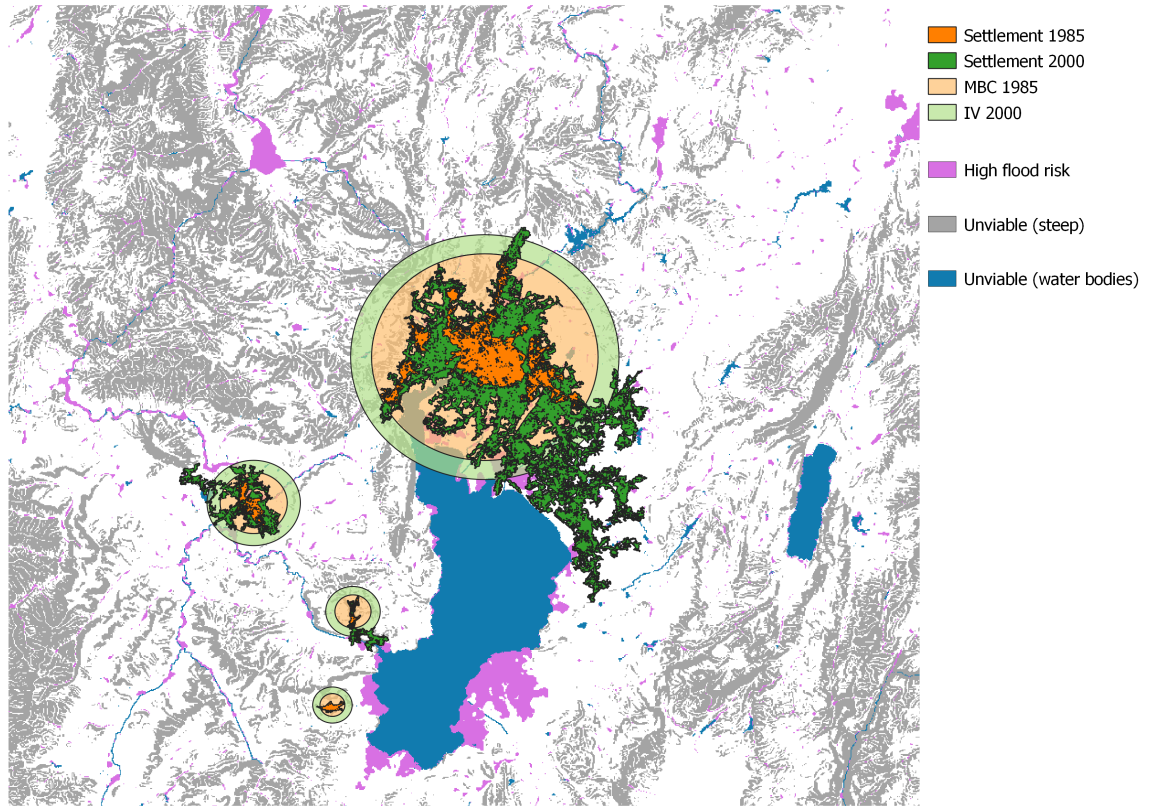 Settlement 1985
Settlement 2000
MBC 1985
IV 2000
High flood risk
Unviable (steep)
Unviable (water bodies)